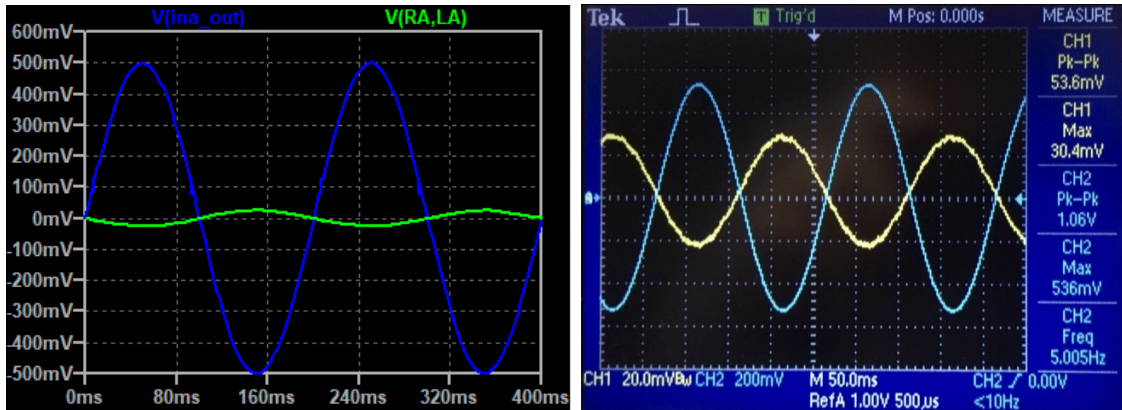 V(ina_out) V(RA,LA)
600mV
500mV
400mV
300mV
200mV
100mV
0mV
-100mV
-200mV
-300mV
-400mV
-500mV
0ms 80ms 160ms 240ms 320ms 400ms
Tek T Trig'd M Pos: 0.000s MEASURE
CH1
Pk-Pk
53.6mV
CH1
Max
30.4mV
CH2
Pk-Pk
1.06V
CH2
Max
536mV
CH2
Freq
5.005Hz
CH1 20.0mVBW CH2 200mV M 50.0ms CH2 0.00V
RefA 1.00V 500µs <10Hz